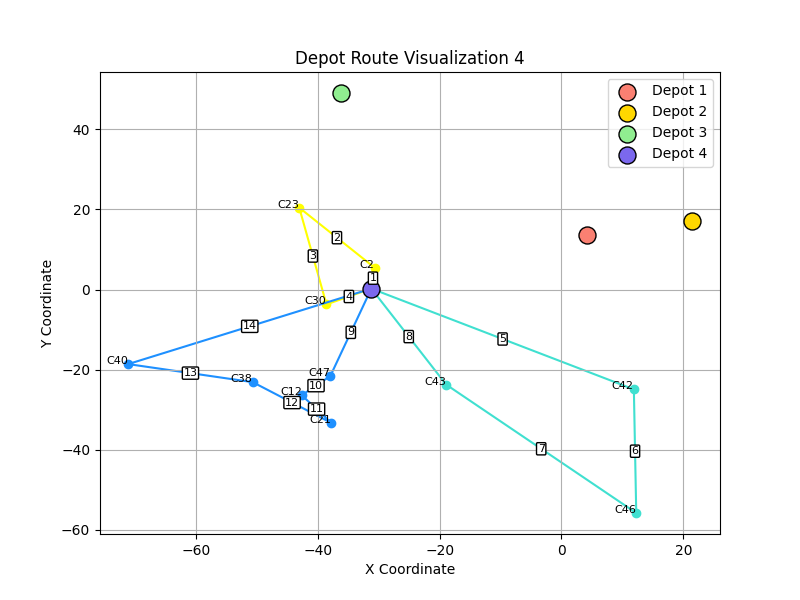 Depot Route Visualization 4
Depot 1
Depot 2
Depot 3
Depot 4
Y Coordinate
40
20
0
−20
−40
−60
C23
2
3
C2
1
C30
4
14
9
8
5
C40
13
C38
C47
10
C12
12
11
C21
C43
C42
7
6
C46
−60
−40
−20
0
20
X Coordinate